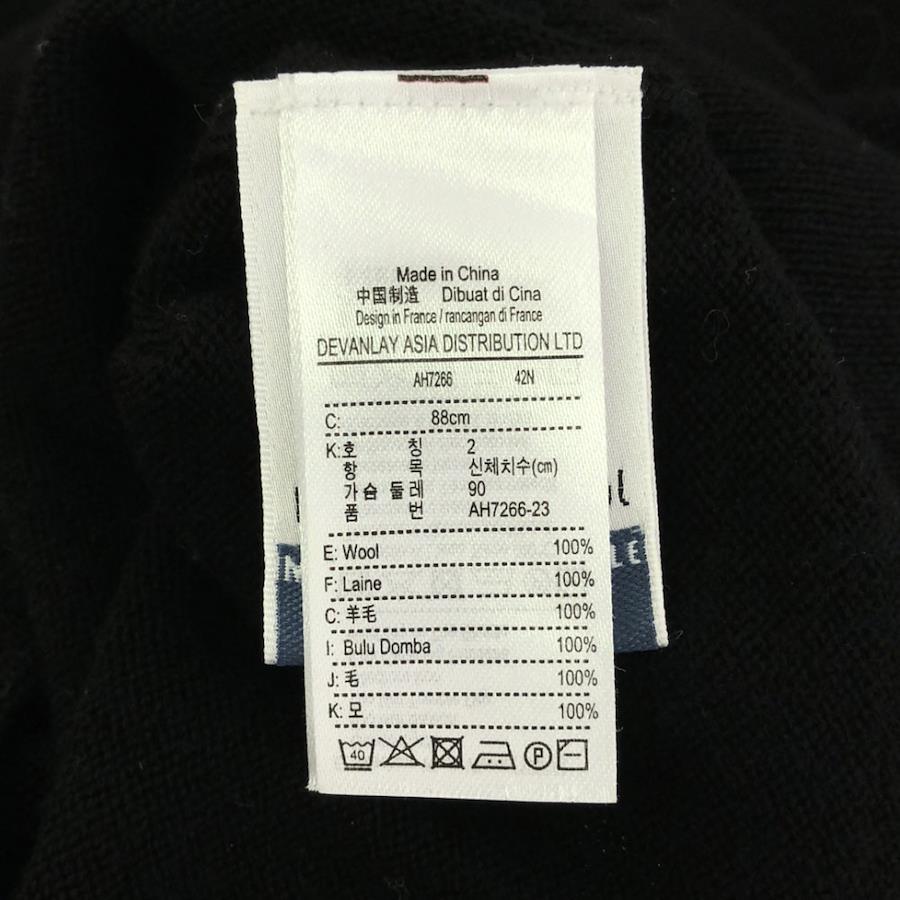 Made in China
中国制造 Dibuat di Cina
Design in France / rancangan di France
DEVANLAY ASIA DISTRIBUTION LTD
AH7266 42N
C: 88cm
K: 호 칭 2
항 목 신체치수(cm)
가슴 둘레 90
품 번 AH7266-23
E: Wool 100%
F: Laine 100%
C: 羊毛 100%
I: Bulu Domba 100%
J: 毛 100%
K: 모 100%
40 P